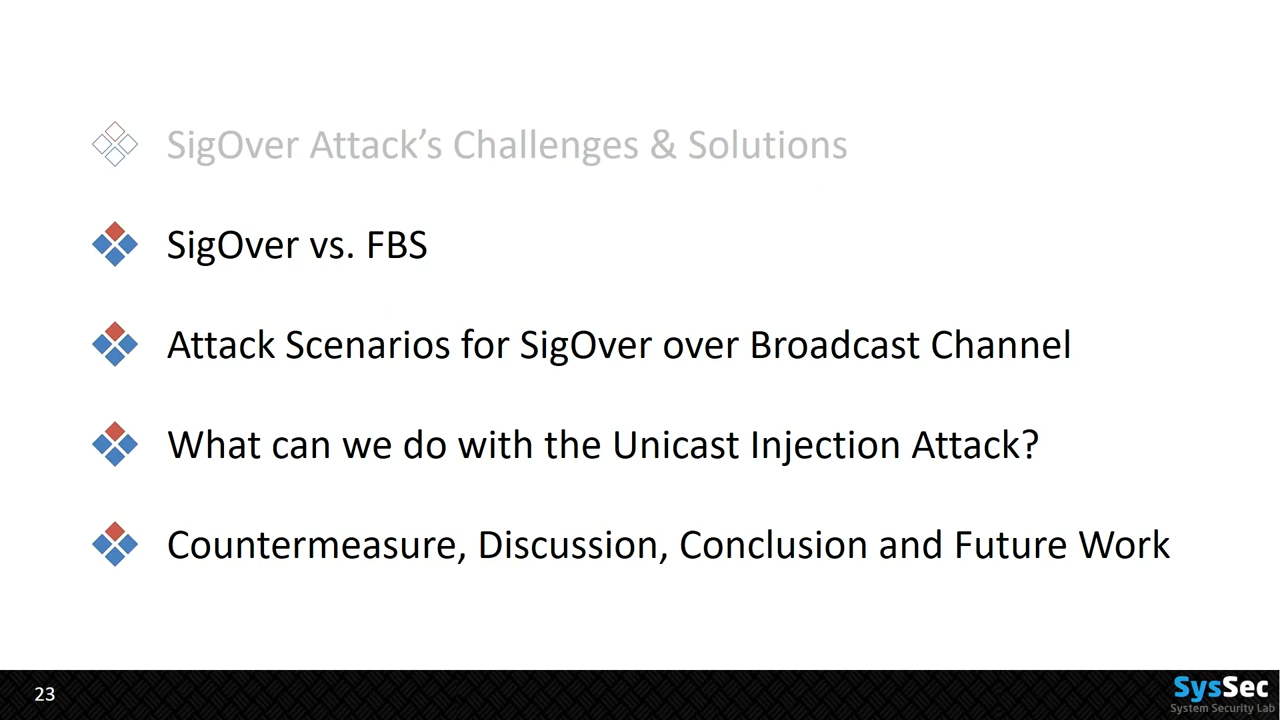 SigOver Attack’s Challenges & Solutions
SigOver vs. FBS
Attack Scenarios for SigOver over Broadcast Channel
What can we do with the Unicast Injection Attack?
Countermeasure, Discussion, Conclusion and Future Work
23
SysSec
System Security Lab